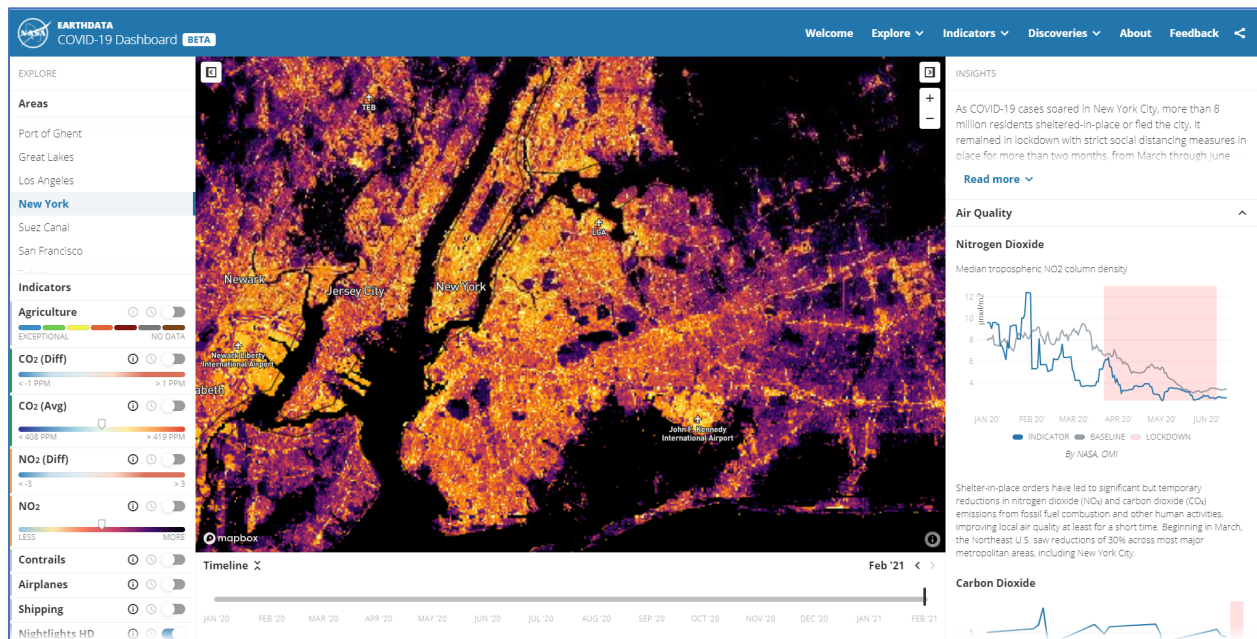 NASA
EARTHDATA
COVID-19 Dashboard BETA
Welcome
Explore
Indicators
Discoveries
About
Feedback
EXPLORE
Areas
Port of Ghent
Great Lakes
Los Angeles
New York
Suez Canal
San Francisco
Indicators
Agriculture
EXCEPTIONAL NO DATA
CO₂ (Diff)
< -1 PPM > 1 PPM
CO₂ (Avg)
< 408 PPM > 419 PPM
NO₂ (Diff)
< -3 > 3
NO₂
LESS MORE
Contrails
Airplanes
Shipping
Nightlights HD
TEB
LGA
Newark
Jersey City
New York
Newark Liberty
International Airport
abeth
John F. Kennedy
International Airport
mapbox
Timeline
Feb '21
JAN '20 FEB '20 MAR '20 APR '20 MAY '20 JUN '20 JUL '20 AUG '20 SEP '20 OCT '20 NOV '20 DEC '20 JAN '21 FEB '21
INSIGHTS
As COVID-19 cases soared in New York City, more than 8
million residents sheltered-in-place or fled the city. It
remained in lockdown with strict social distancing measures in
place for more than two months, from March through June
Read more
Air Quality
Nitrogen Dioxide
Median tropospheric NO2 column density
µmol/m2
12
10
8
6
4
JAN 20' FEB 20' MAR 20' APR 20' MAY 20' JUN 20'
INDICATOR BASELINE LOCKDOWN
By NASA, OMI
Shelter-in-place orders have led to significant but temporary
reductions in nitrogen dioxide (NO₂) and carbon dioxide (CO₂)
emissions from fossil fuel combustion and other human activities,
improving local air quality at least for a short time. Beginning in March,
the Northeast U.S. saw reductions of 30% across most major
metropolitan areas, including New York City.
Carbon Dioxide
5